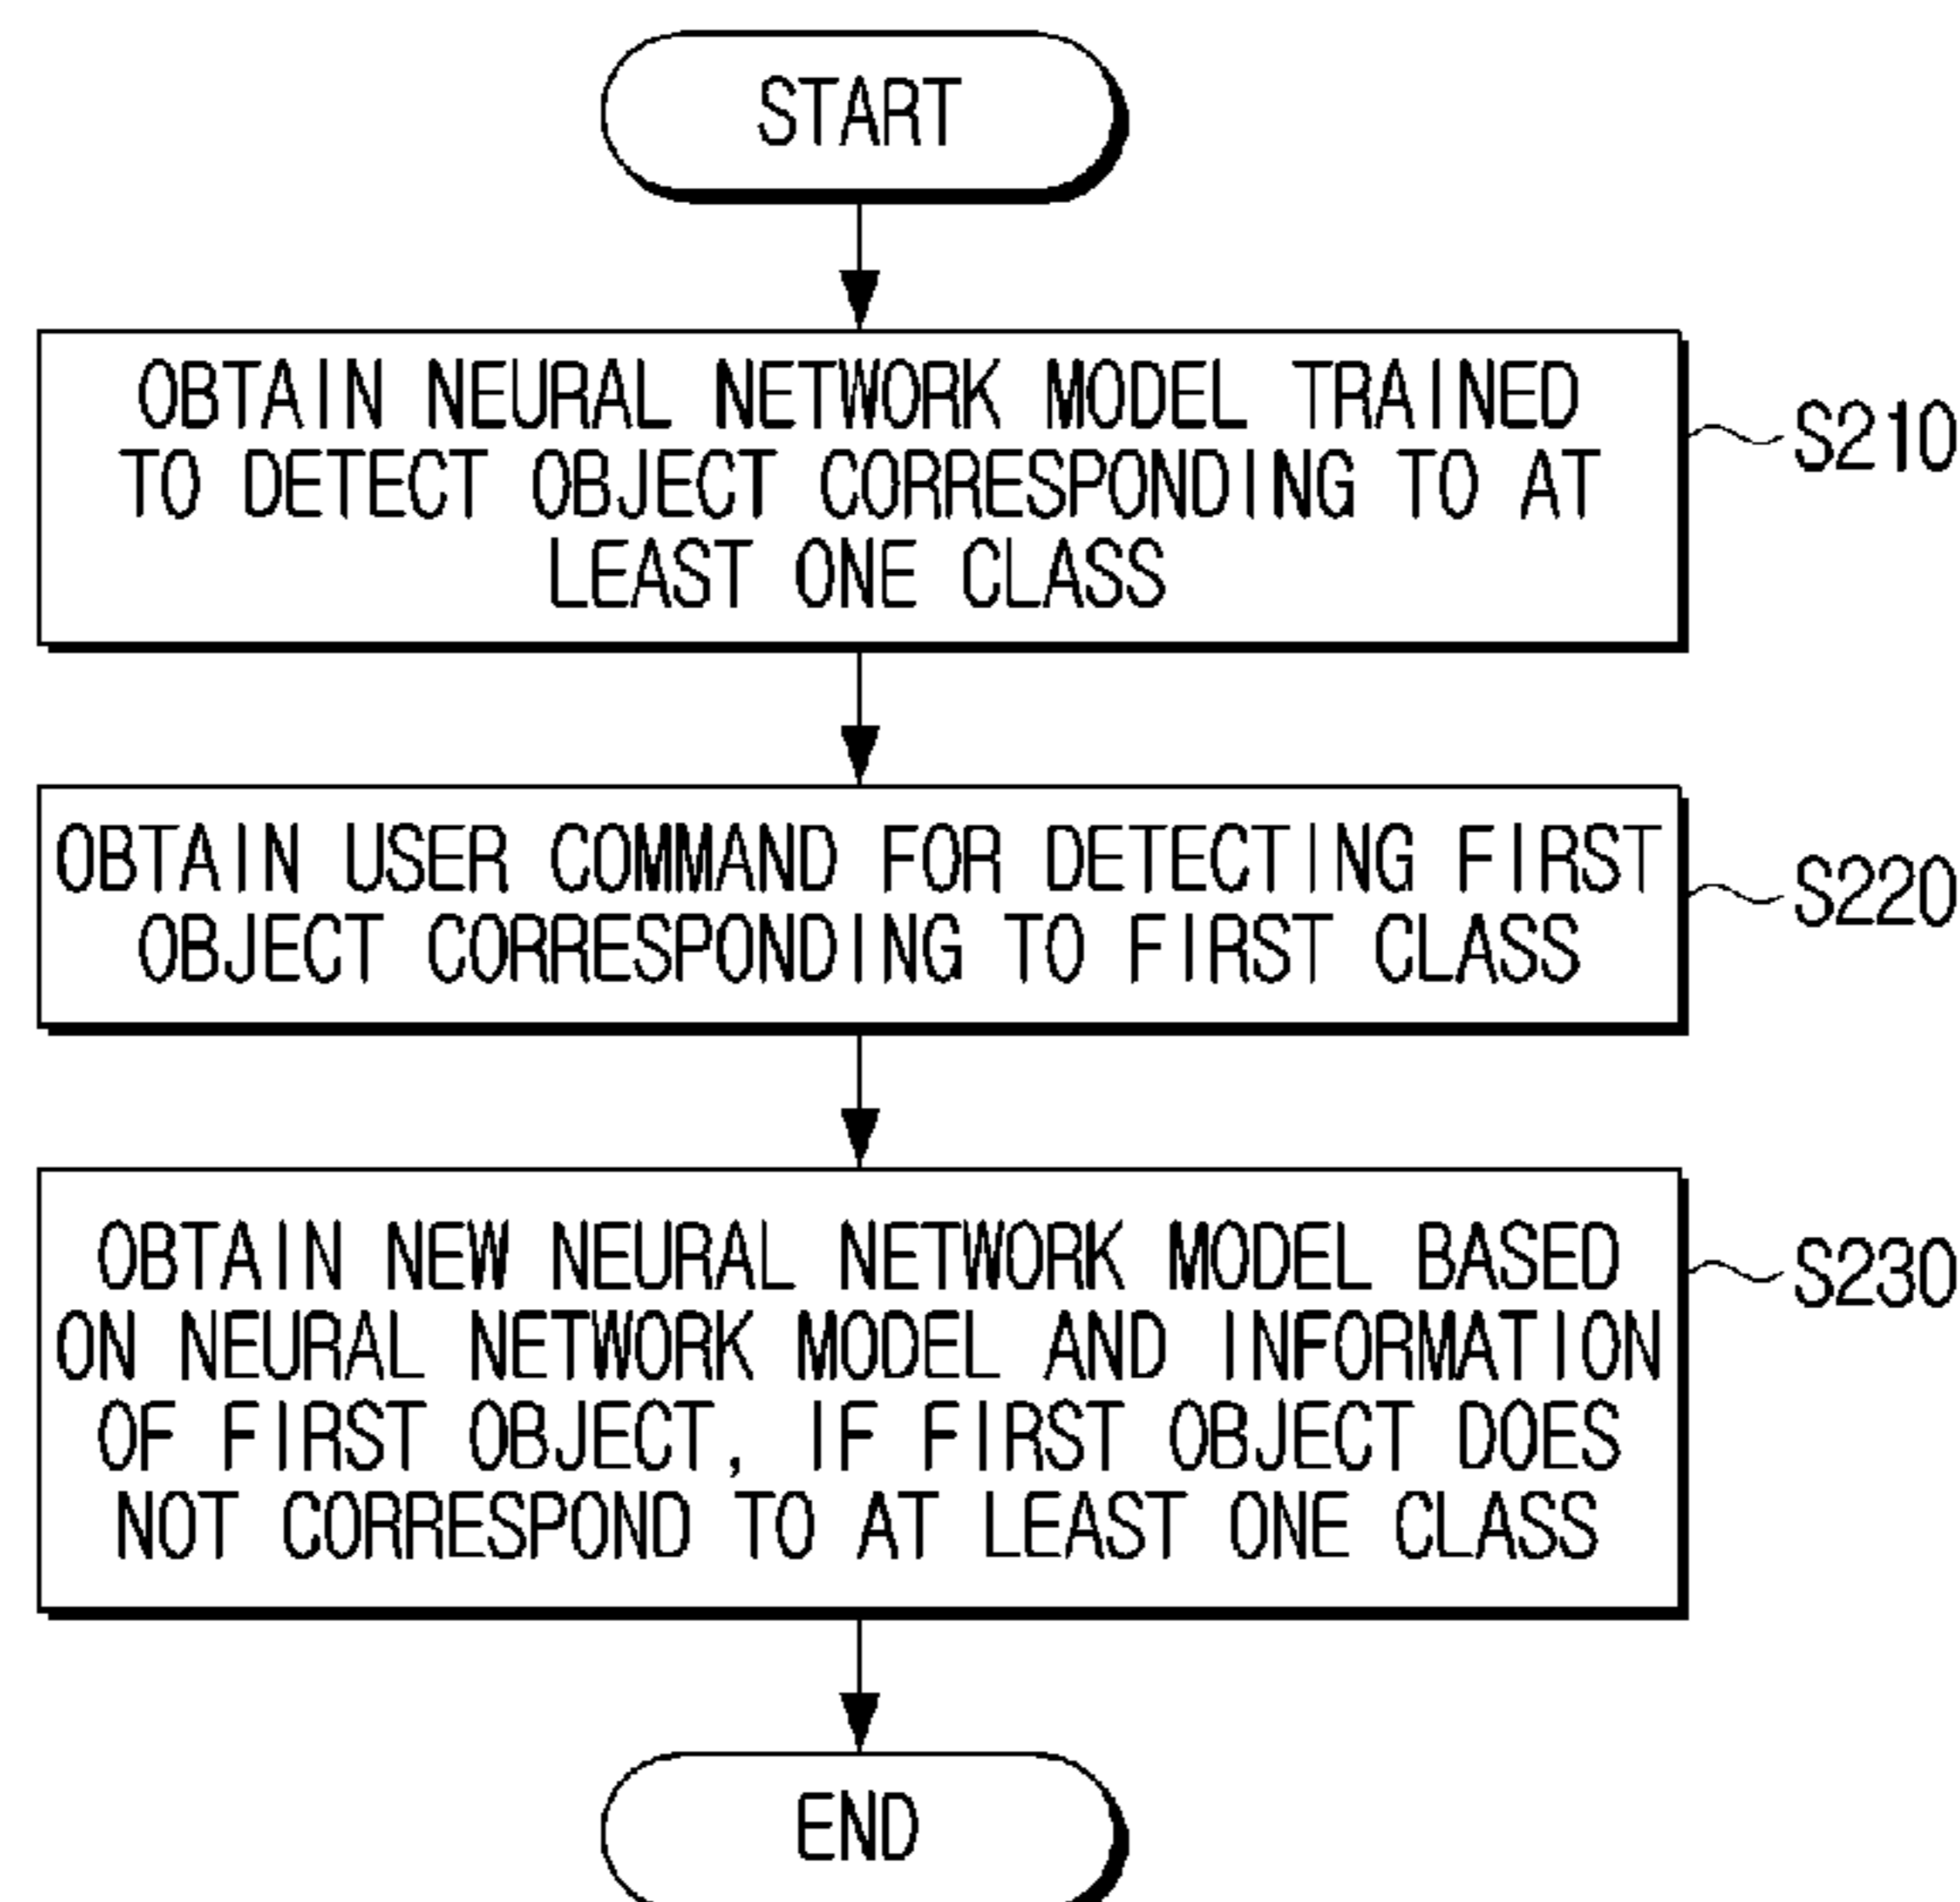 START
OBTAIN NEURAL NETWORK MODEL TRAINED
TO DETECT OBJECT CORRESPONDING TO AT
LEAST ONE CLASS
S210
OBTAIN USER COMMAND FOR DETECTING FIRST
OBJECT CORRESPONDING TO FIRST CLASS
S220
OBTAIN NEW NEURAL NETWORK MODEL BASED
ON NEURAL NETWORK MODEL AND INFORMATION
OF FIRST OBJECT, IF FIRST OBJECT DOES
NOT CORRESPOND TO AT LEAST ONE CLASS
S230
END